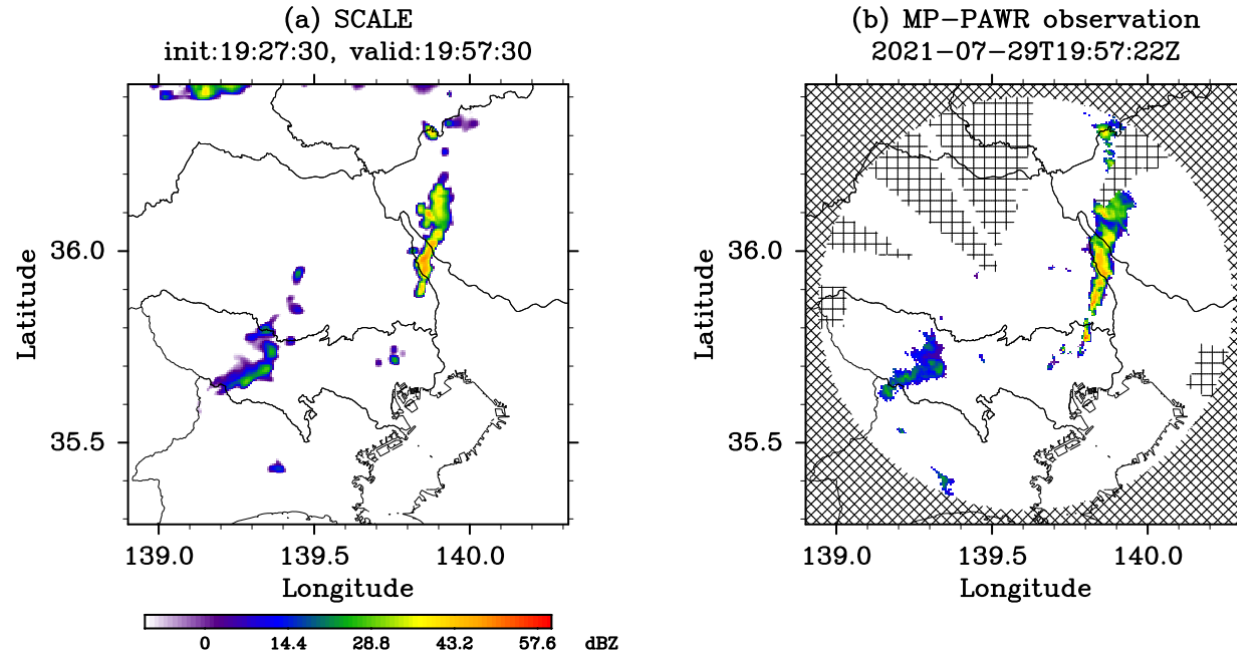 (a) SCALE
init:19:27:30, valid:19:57:30
(b) MP-PAWR observation
2021-07-29T19:57:22Z
Latitude
36.0
35.5
139.0
139.5
140.0
Longitude
Latitude
36.0
35.5
139.0
139.5
140.0
Longitude
0
14.4
28.8
43.2
57.6
dBZ